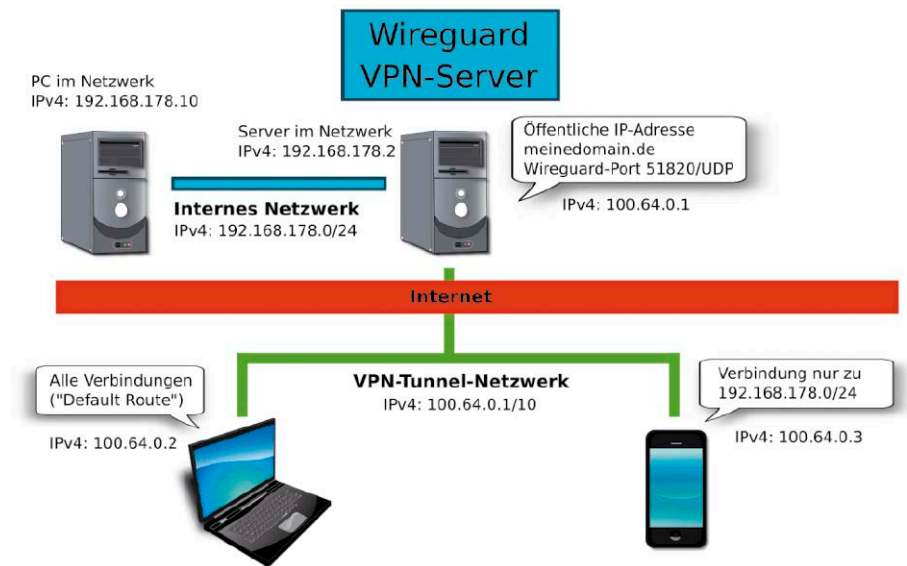 Wireguard
VPN-Server
PC im Netzwerk
IPv4: 192.168.178.10
Server im Netzwerk
IPv4: 192.168.178.2
Öffentliche IP-Adresse
meinedomain.de
Wireguard-Port 51820/UDP
IPv4: 100.64.0.1
Internes Netzwerk
IPv4: 192.168.178.0/24
Internet
Alle Verbindungen
("Default Route")
IPv4: 100.64.0.2
VPN-Tunnel-Netzwerk
IPv4: 100.64.0.1/10
Verbindung nur zu
192.168.178.0/24
IPv4: 100.64.0.3